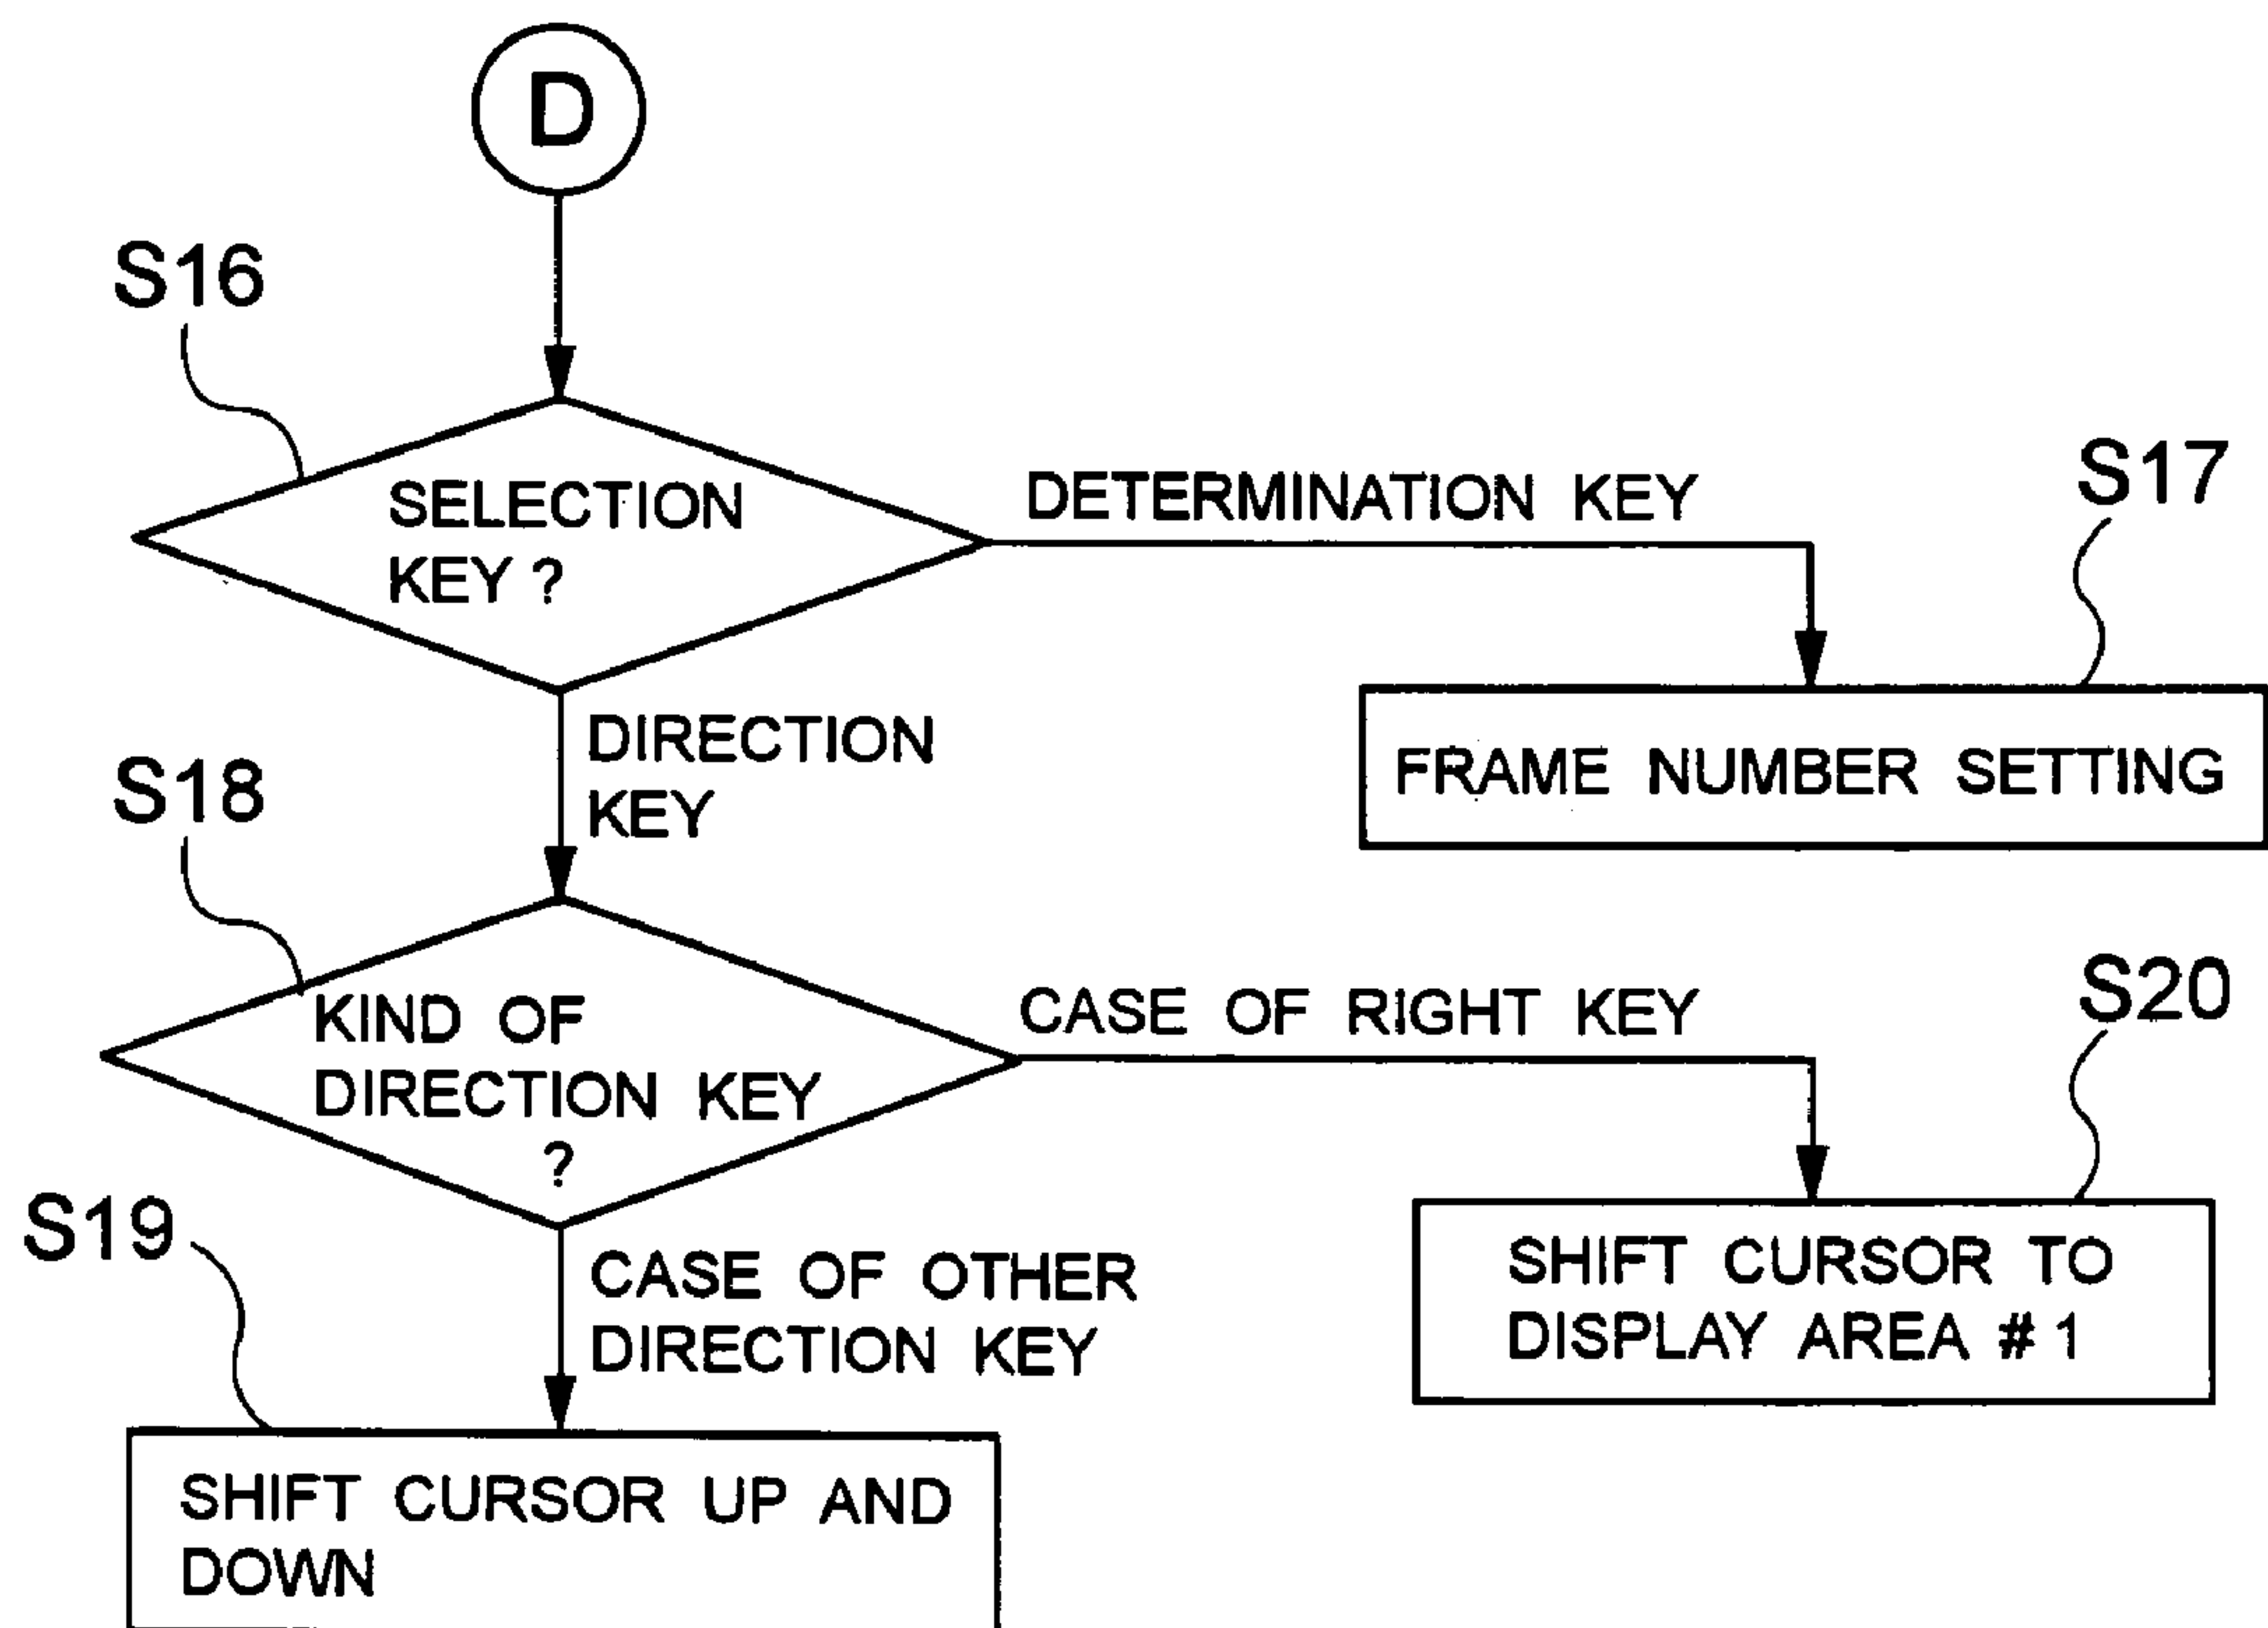 D
S16
SELECTION
KEY ?
DETERMINATION KEY
S17
FRAME NUMBER SETTING
DIRECTION
KEY
S18
KIND OF
DIRECTION KEY
?
CASE OF RIGHT KEY
S20
SHIFT CURSOR TO
DISPLAY AREA # 1
S19
CASE OF OTHER
DIRECTION KEY
SHIFT CURSOR UP AND
DOWN